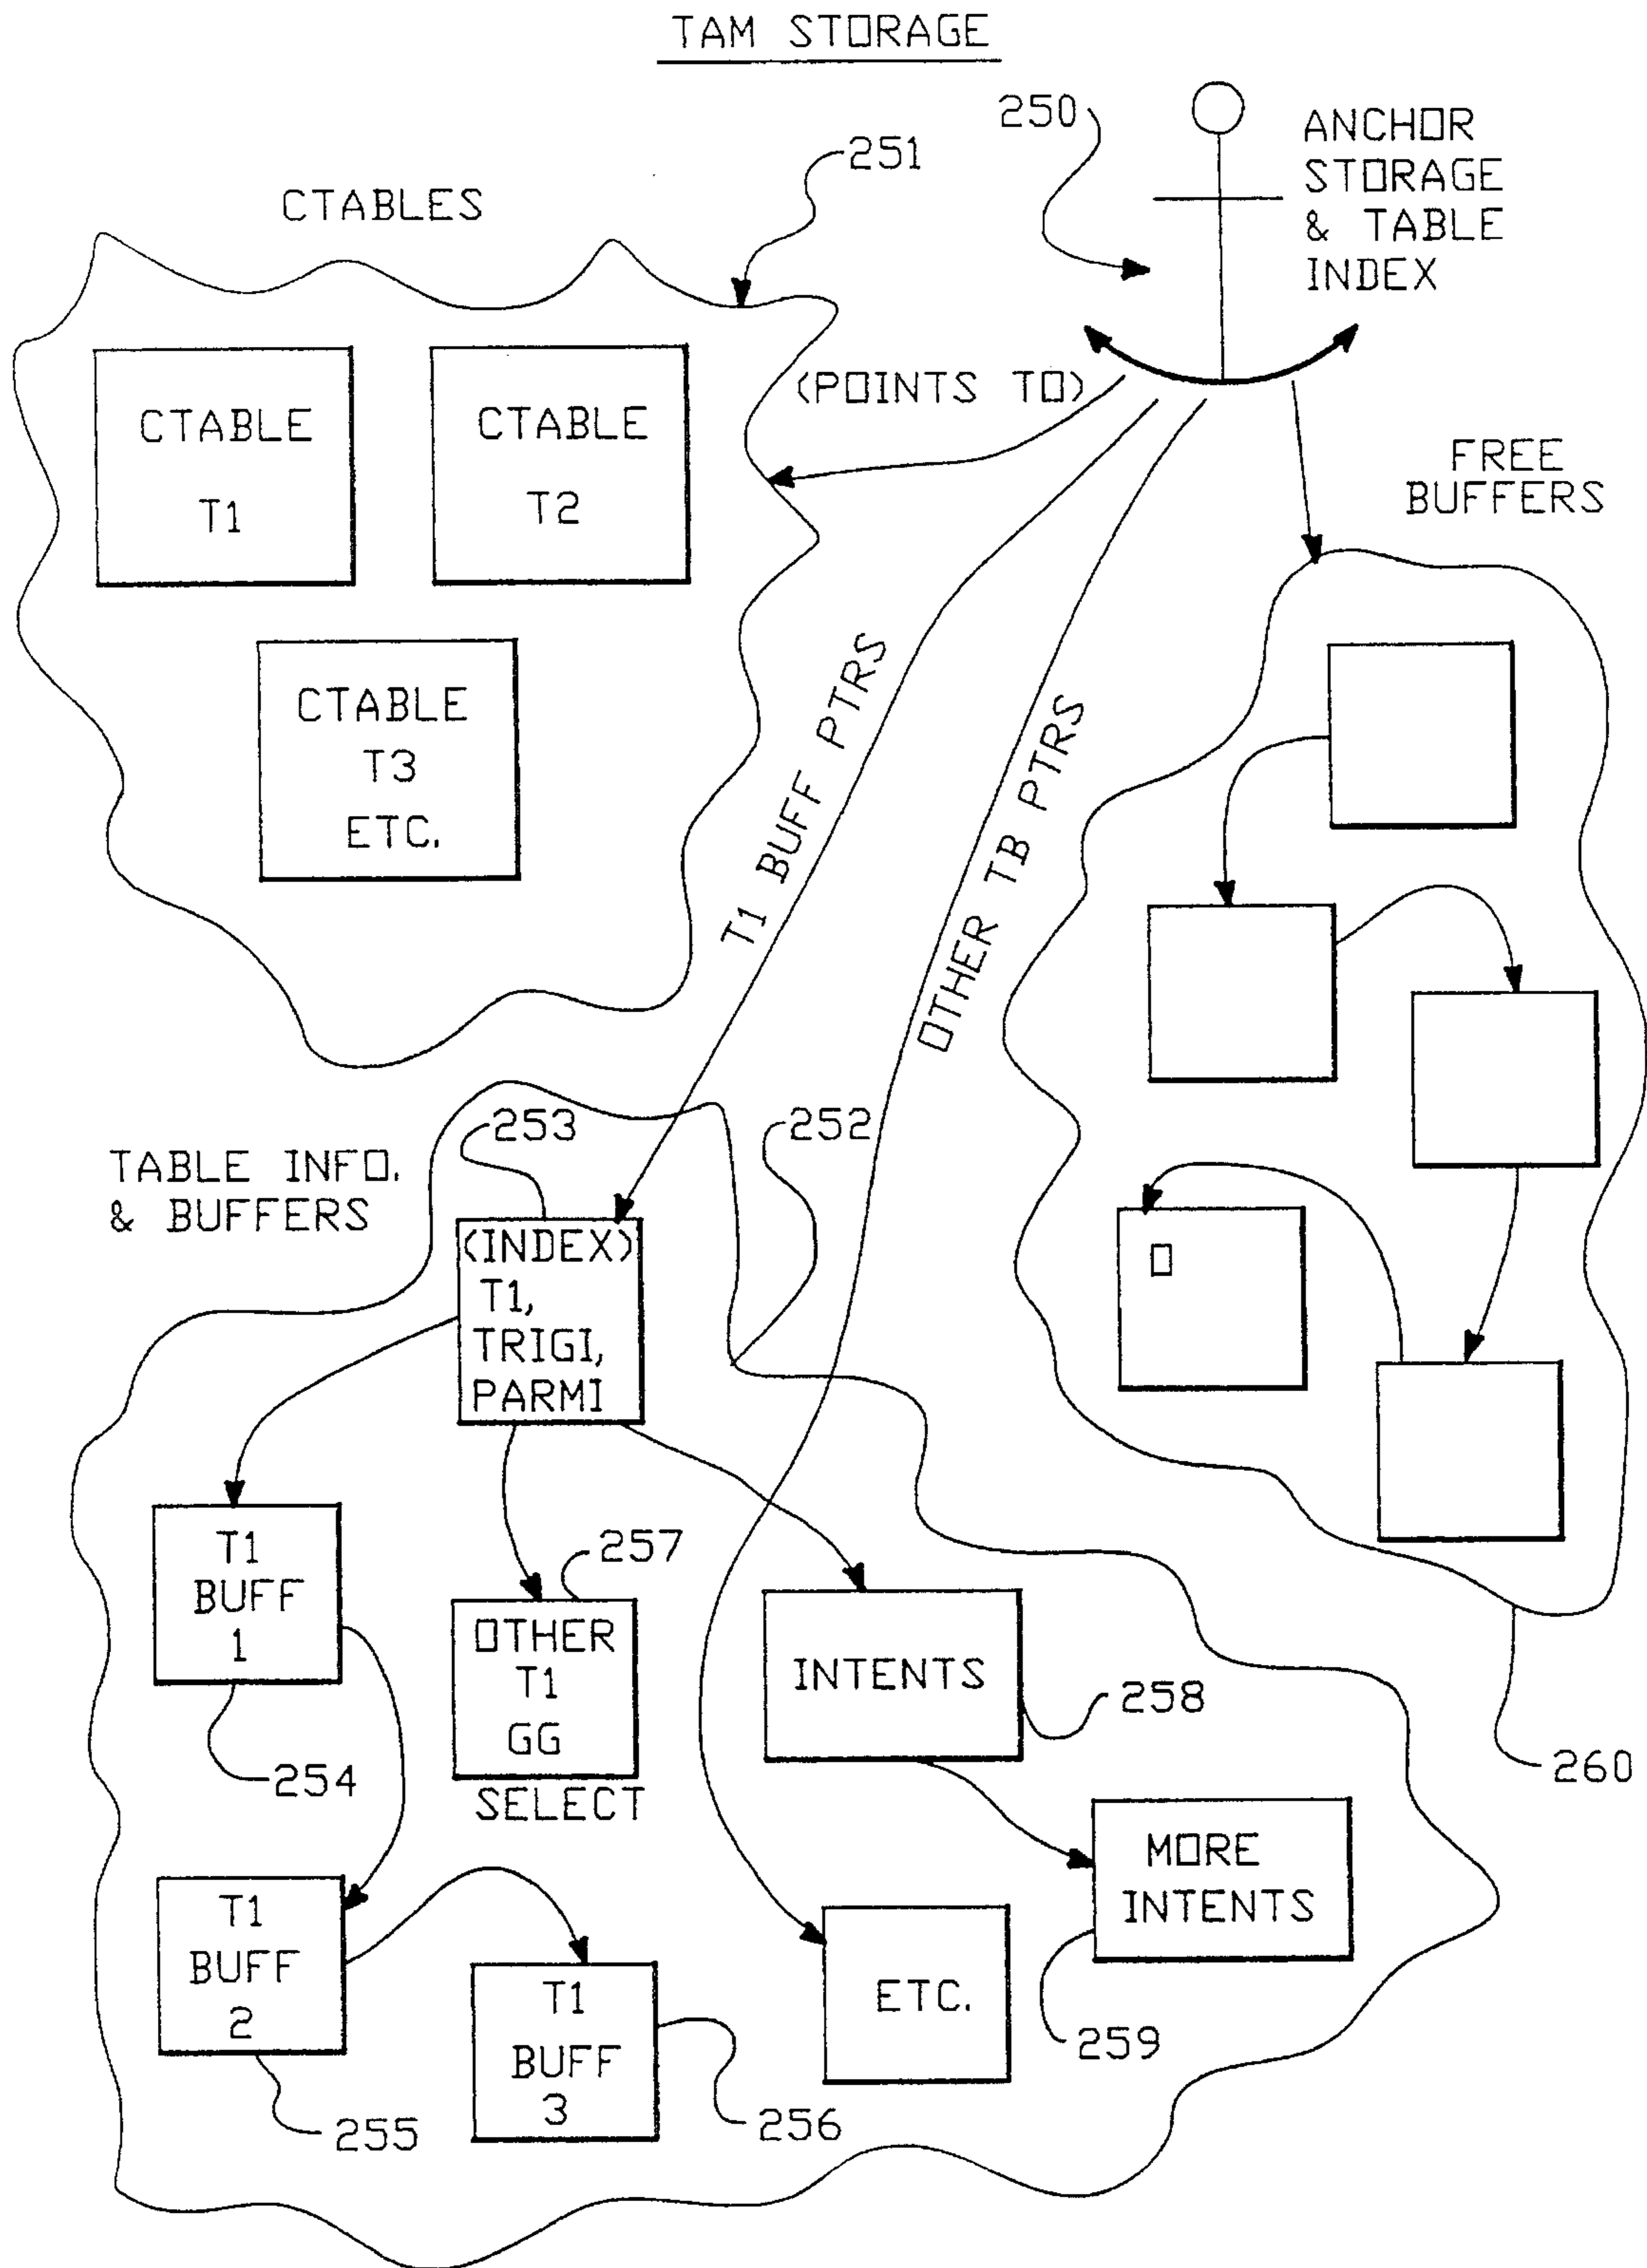 TAM STORAGE
250
ANCHOR
STORAGE
& TABLE
INDEX
251
CTABLES
(POINTS TO)
CTABLE
T1
CTABLE
T2
CTABLE
T3
ETC.
FREE
BUFFERS
T1 BUFF PTRS
OTHER TB PTRS
253
252
TABLE INFO.
& BUFFERS
(INDEX)
T1,
TRIGI,
PARMI
0
T1
BUFF
1
254
257
OTHER
T1
GG
SELECT
INTENTS
258
260
MORE
INTENTS
259
T1
BUFF
2
255
T1
BUFF
3
256
ETC.